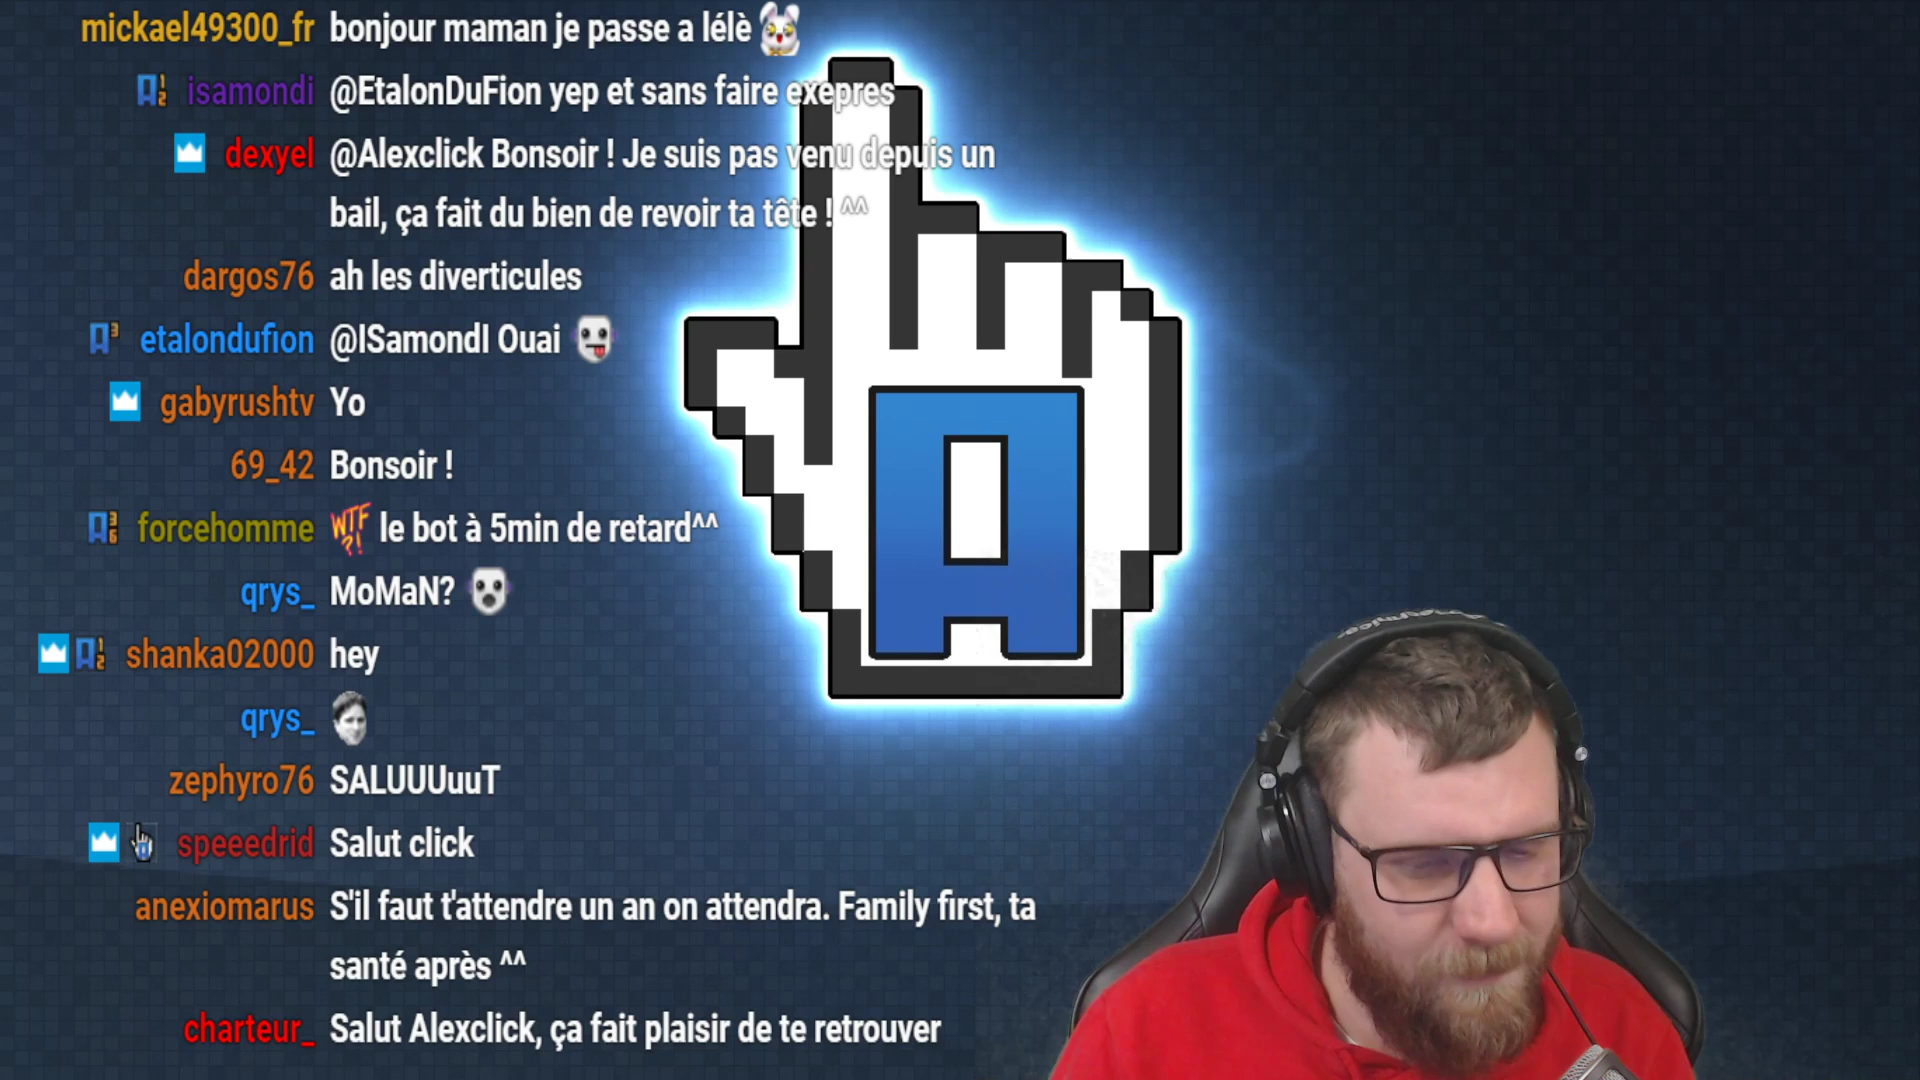 mickael49300_fr bonjour maman je passe a lélè
isamondi @EtalonDuFion yep et sans faire exepres
dexyel @Alexclick Bonsoir ! Je suis pas venu depuis un
bail, ça fait du bien de revoir ta tête ! ^^
dargos76 ah les diverticules
etalondufion @ISamondI Ouai
gabyrushtv Yo
69_42 Bonsoir !
forcehomme WTF ?! le bot à 5min de retard^^
qrys_ MoMaN?
shanka02000 hey
qrys_
zephyro76 SALUUUuuT
speeedrid Salut click
anexiomarus S'il faut t'attendre un an on attendra. Family first, ta
santé après ^^
charteur_ Salut Alexclick, ça fait plaisir de te retrouver
A